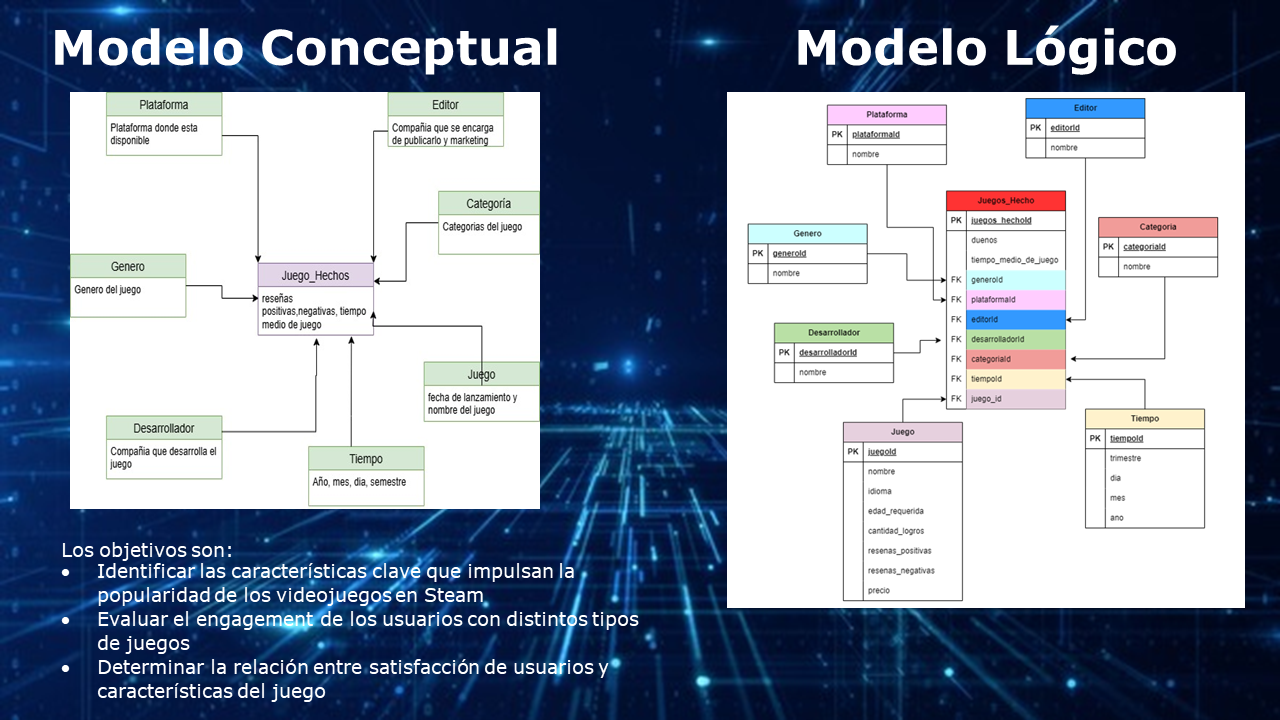 Modelo Conceptual
Plataforma
Plataforma donde esta
disponible
Editor
Compañia que se encarga
de publicarlo y marketing
Categoría
Categorias del juego
Genero
Genero del juego
Juego_Hechos
reseñas
positivas,negativas, tiempo
medio de juego
Juego
fecha de lanzamiento y
nombre del juego
Desarrollador
Compañia que desarrolla el
juego
Tiempo
Año, mes, dia, semestre
Los objetivos son:
• Identificar las características clave que impulsan la
popularidad de los videojuegos en Steam
• Evaluar el engagement de los usuarios con distintos tipos
de juegos
• Determinar la relación entre satisfacción de usuarios y
características del juego
Modelo Lógico
Plataforma
PK plataformaId
nombre
Editor
PK editorId
nombre
Genero
PK generoId
nombre
Juegos_Hecho
PK juegos_hechoId
duenos
tiempo_medio_de_juego
FK generoId
FK plataformaId
FK editorId
FK desarrolladorId
FK categoriaId
FK tiempoId
FK juego_id
Categoria
PK categoriaId
nombre
Desarrollador
PK desarrolladorId
nombre
Juego
PK juegoId
nombre
idioma
edad_requerida
cantidad_logros
resenas_positivas
resenas_negativas
precio
Tiempo
PK tiempoId
trimestre
dia
mes
ano